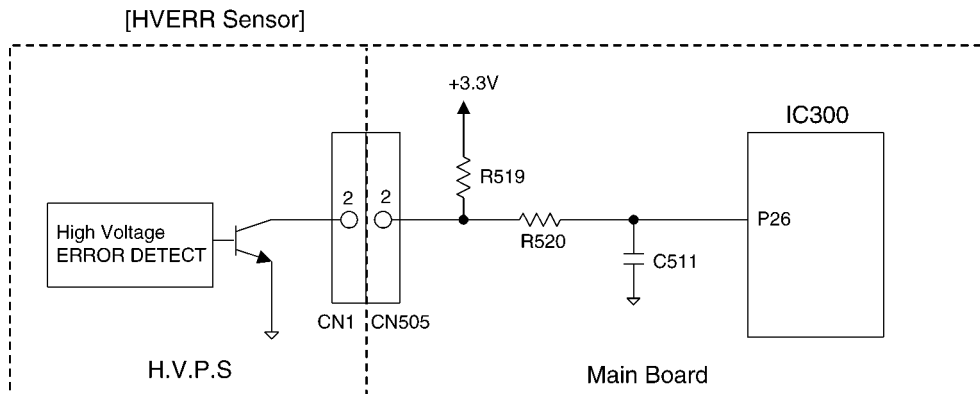 [HVERR Sensor]
+3.3V
IC300
R519
2
2
High Voltage
ERROR DETECT
R520
P26
C511
CN1
CN505
H.V.P.S
Main Board